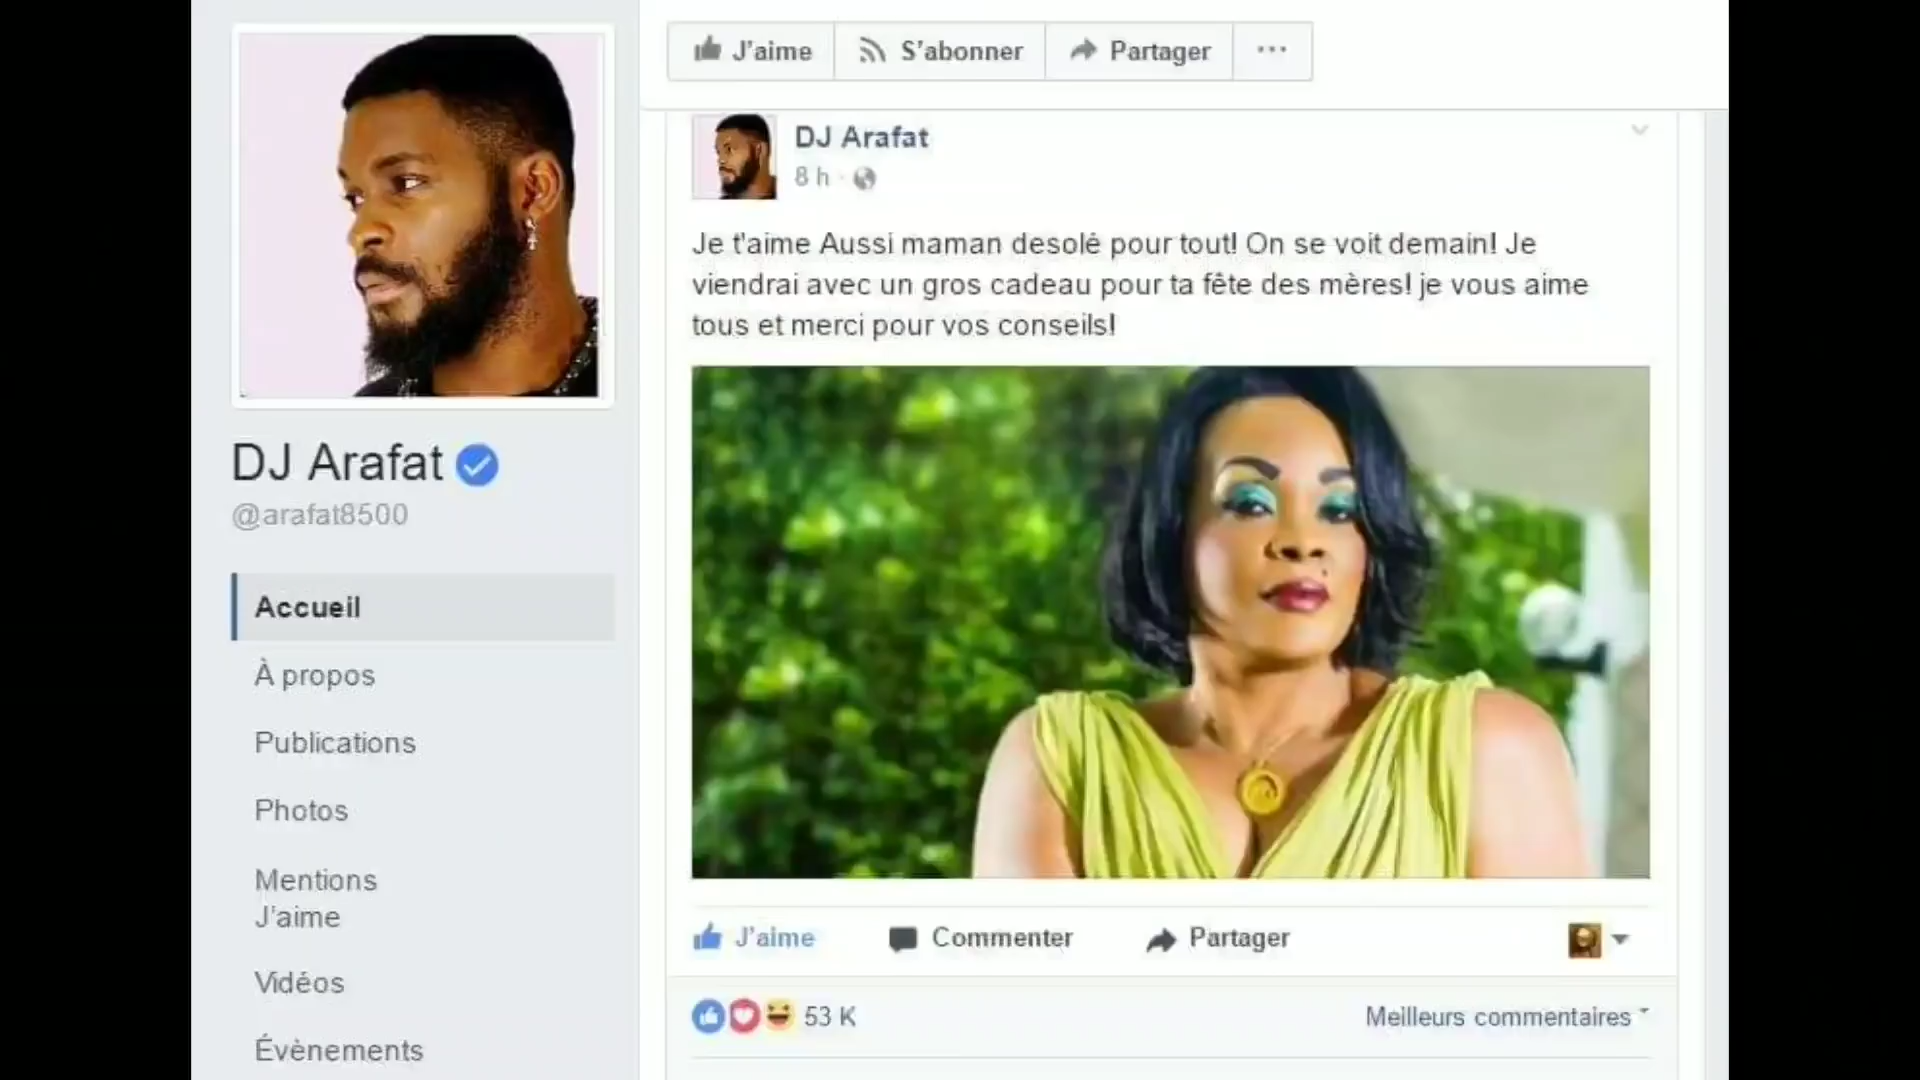 J'aime
S'abonner
Partager
...
DJ Arafat
8 h ·
Je t'aime Aussi maman desolé pour tout! On se voit demain! Je
viendrai avec un gros cadeau pour ta fête des mères! je vous aime
tous et merci pour vos conseils!
DJ Arafat
@arafat8500
Accueil
À propos
Publications
Photos
Mentions
J'aime
Vidéos
Évènements
J'aime
Commenter
Partager
53 K
Meilleurs commentaires